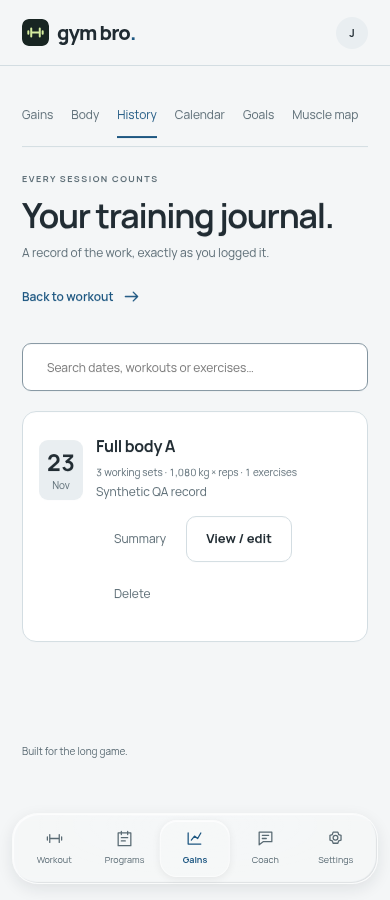 gym bro.
J
Gains Body History Calendar Goals Muscle map
EVERY SESSION COUNTS
Your training journal.
A record of the work, exactly as you logged it.
Back to workout →
Search dates, workouts or exercises...
23
Nov
Full body A
3 working sets · 1,080 kg × reps · 1 exercises
Synthetic QA record
Summary View / edit
Delete
Built for the long game.
Workout Programs Gains Coach Settings